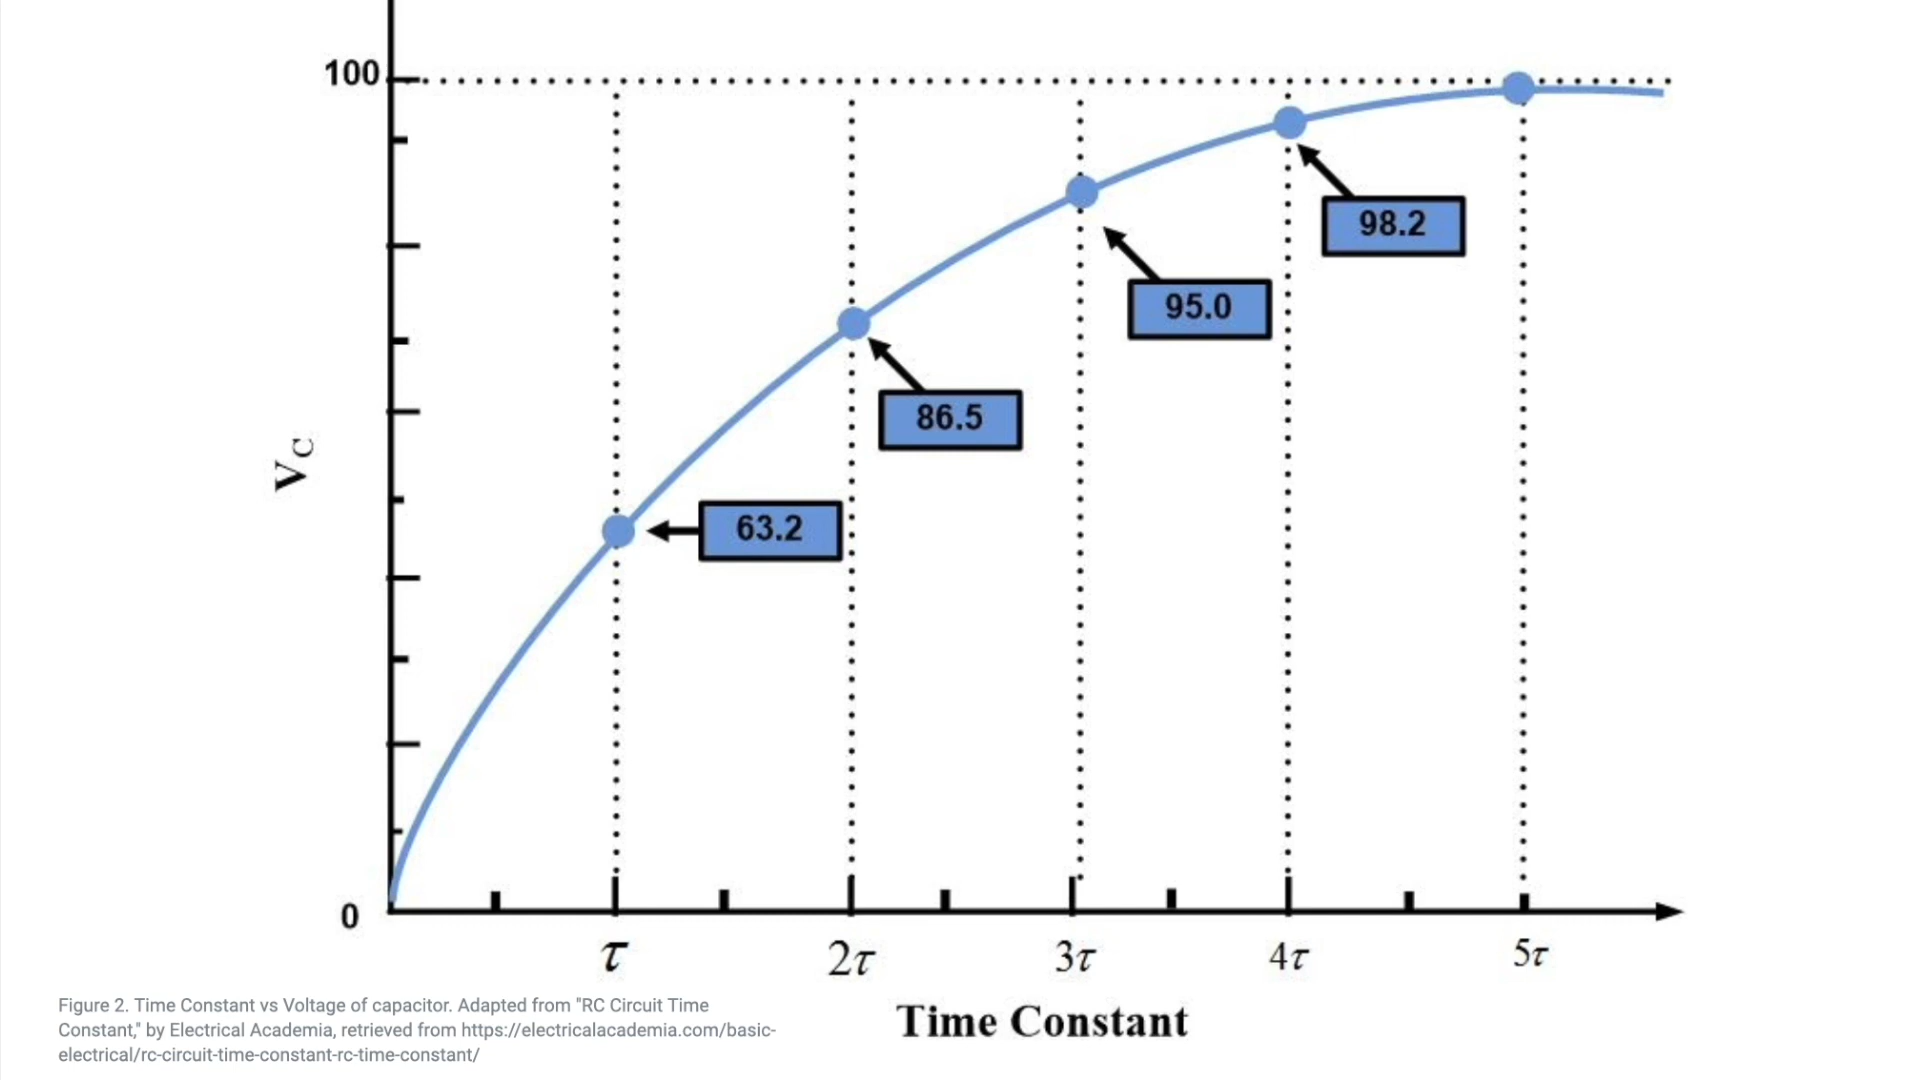 100
98.2
95.0
86.5
V_C
63.2
0
τ 2τ 3τ 4τ 5τ
Time Constant
Figure 2. Time Constant vs Voltage of capacitor. Adapted from "RC Circuit Time
Constant," by Electrical Academia, retrieved from https://electricalacademia.com/basic-
electrical/rc-circuit-time-constant-rc-time-constant/